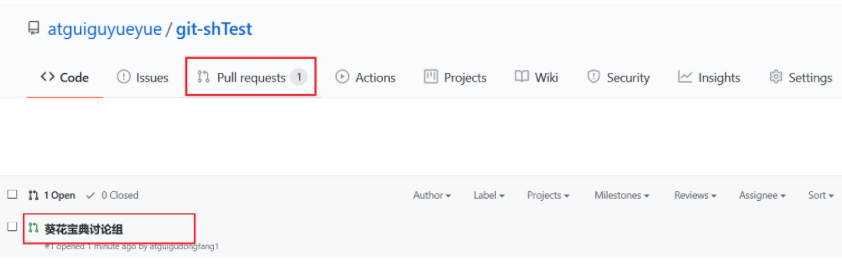 atguiguyueyue / git-shTest
Code Issues Pull requests 1 Actions Projects Wiki Security Insights Settings
1 Open 0 Closed Author Label Projects Milestones Reviews Assignee Sort
葵花宝典讨论组
#1 opened 1 minute ago by atguigudongfang1